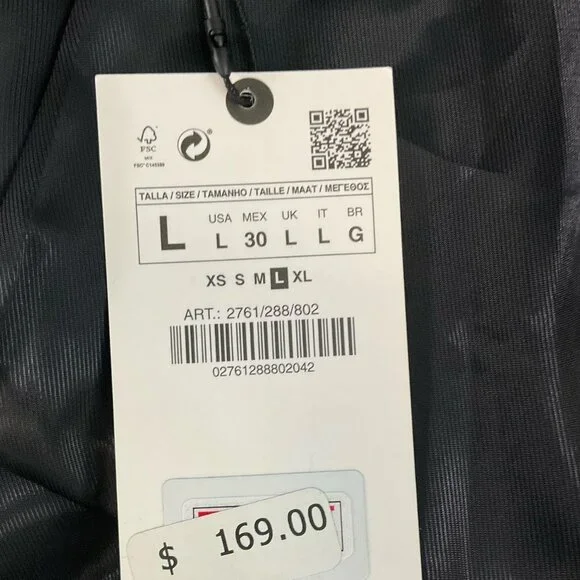 FSC
MIX
TALLA / SIZE / TAMANHO / TAILLE / MAAT / ΜΕΓΕΘΟΣ
L
USA MEX UK IT BR
L 30 L L G
XS S M L XL
ART.: 2761/288/802
02761288802042
$ 169.00